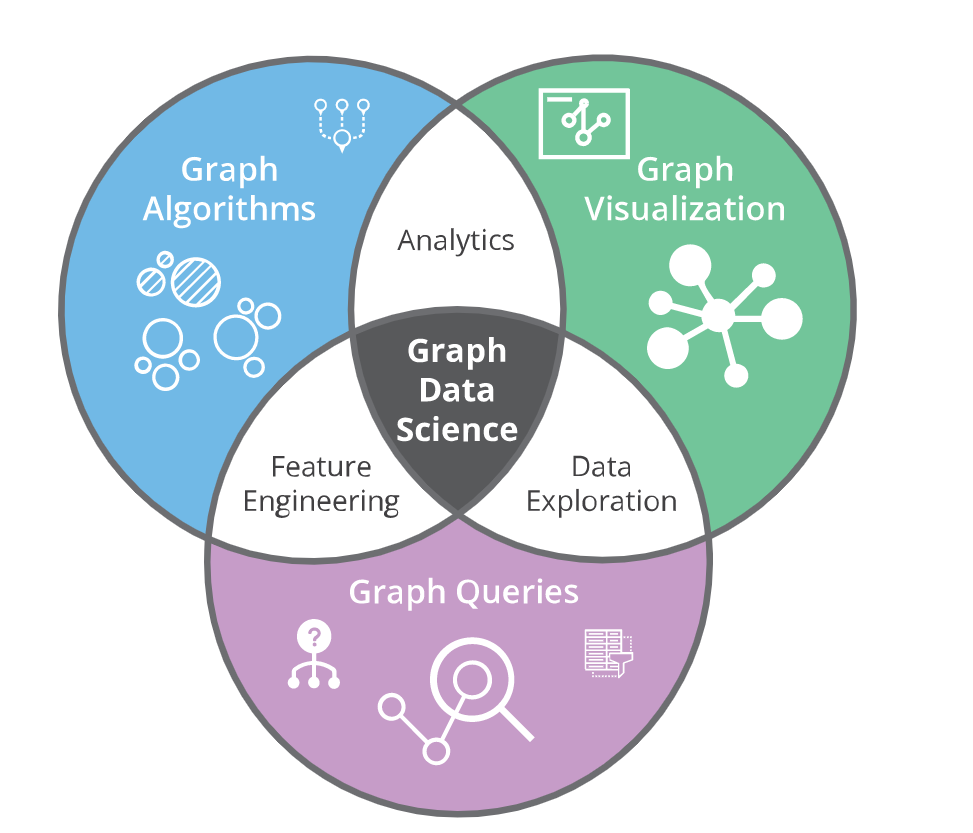 Graph
Algorithms
Graph
Visualization
Analytics
Graph
Data
Science
Feature
Engineering
Data
Exploration
Graph Queries
?